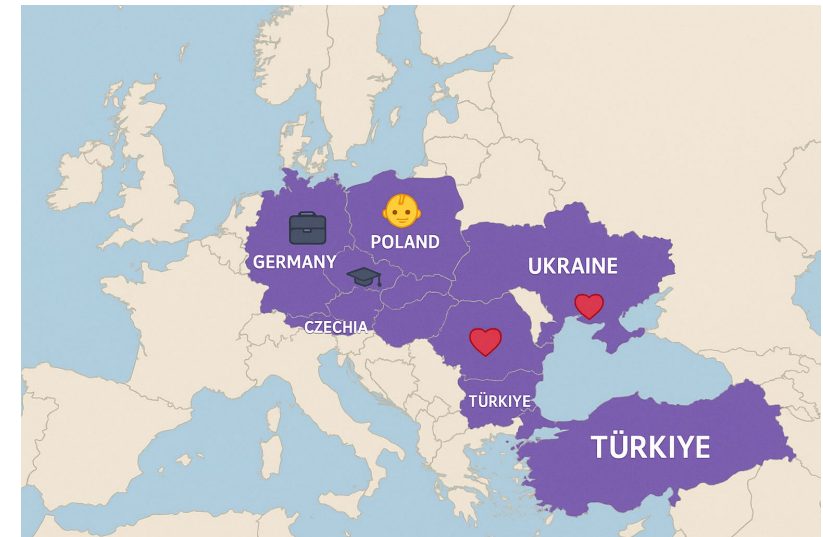 POLAND
GERMANY
UKRAINE
CZECHIA
TÜRKIYE
TÜRKIYE